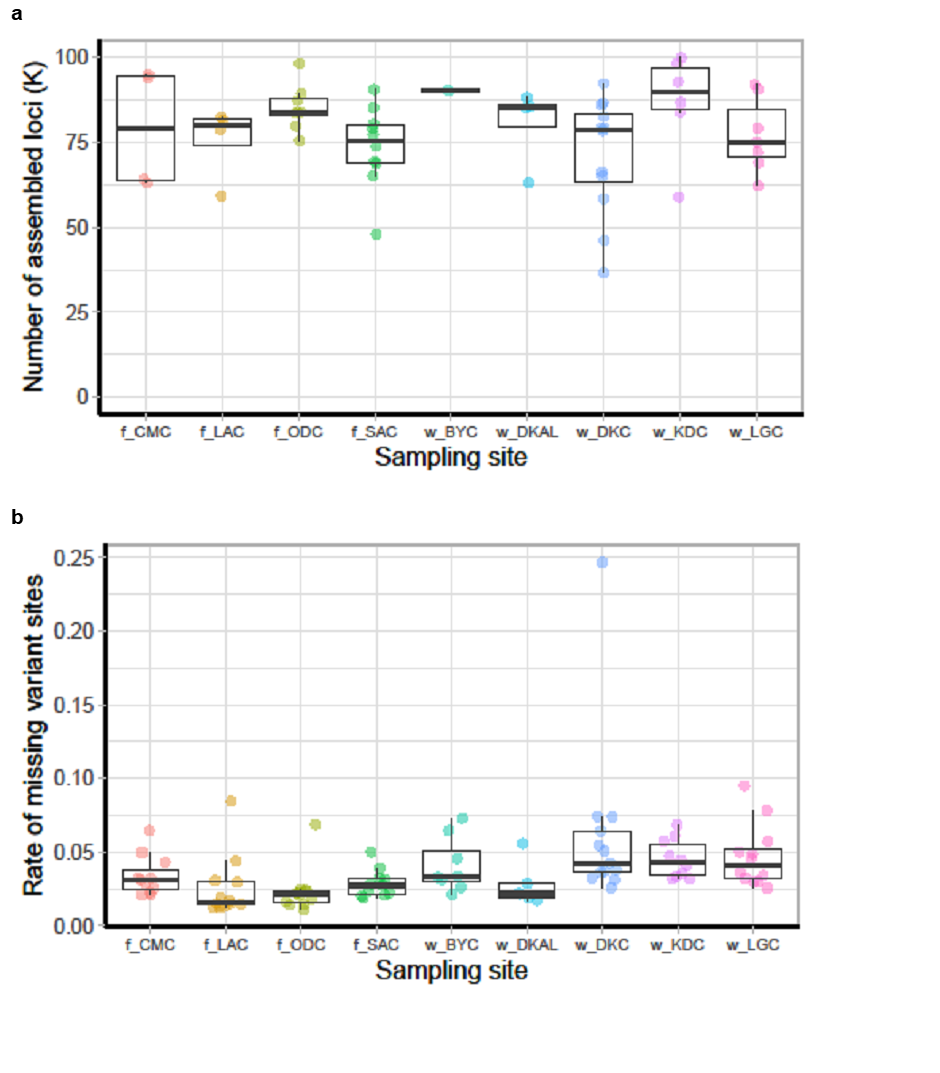 a
Number of assembled loci (K)
100
75
50
25
0
f_CMC f_LAC f_ODC f_SAC w_BYC w_DKAL w_DKC w_KDC w_LGC
Sampling site
b
Rate of missing variant sites
0.25
0.20
0.15
0.10
0.05
0.00
f_CMC f_LAC f_ODC f_SAC w_BYC w_DKAL w_DKC w_KDC w_LGC
Sampling site